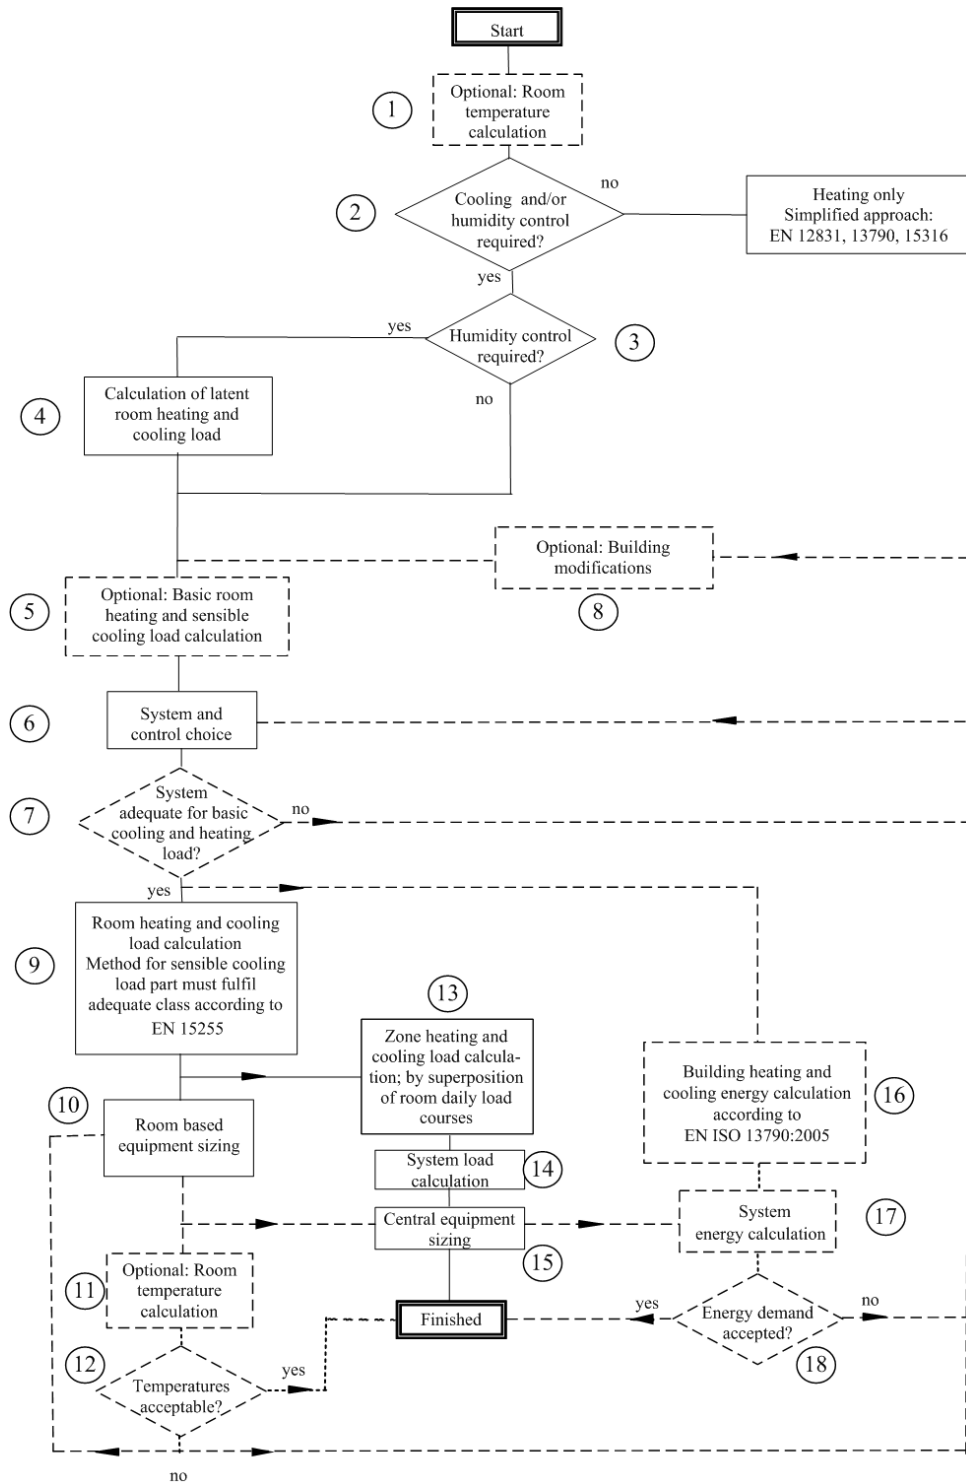 Start
1
Optional: Room
temperature
calculation
2
Cooling and/or
humidity control
required?
no
Heating only
Simplified approach:
EN 12831, 13790, 15316
yes
yes
Humidity control
required?
3
no
4
Calculation of latent
room heating and
cooling load
Optional: Building
modifications
8
5
Optional: Basic room
heating and sensible
cooling load calculation
6
System and
control choice
7
System
adequate for basic
cooling and heating
load?
no
yes
9
Room heating and cooling
load calculation
Method for sensible cooling
load part must fulfil
adequate class according to
EN 15255
13
Zone heating and
cooling load calcula-
tion; by superposition
of room daily load
courses
16
Building heating and
cooling energy calculation
according to
EN ISO 13790:2005
10
Room based
equipment sizing
System load
calculation
14
Central equipment
sizing
15
System
energy calculation
17
11
Optional: Room
temperature
calculation
Finished
yes
Energy demand
accepted?
no
18
12
Temperatures
acceptable?
yes
no